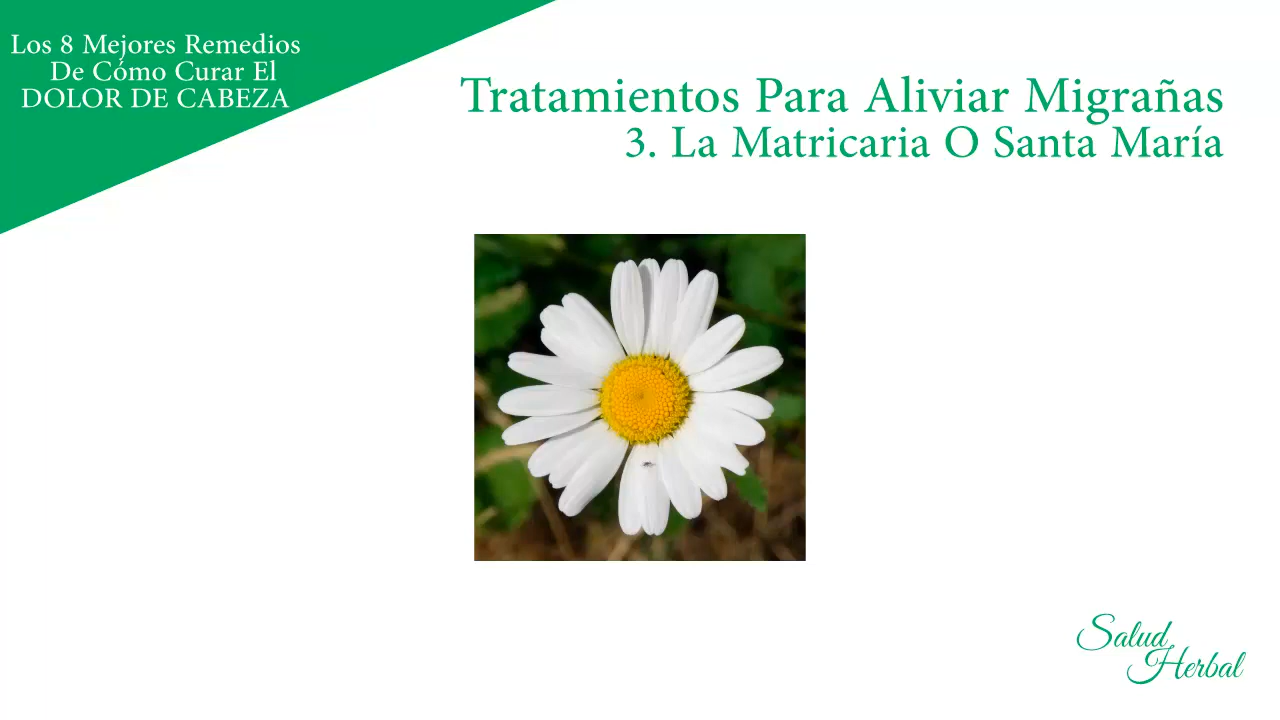 Los 8 Mejores Remedios
De Cómo Curar El
DOLOR DE CABEZA
Tratamientos Para Aliviar Migrañas
3. La Matricaria O Santa María
Salud
Herbal